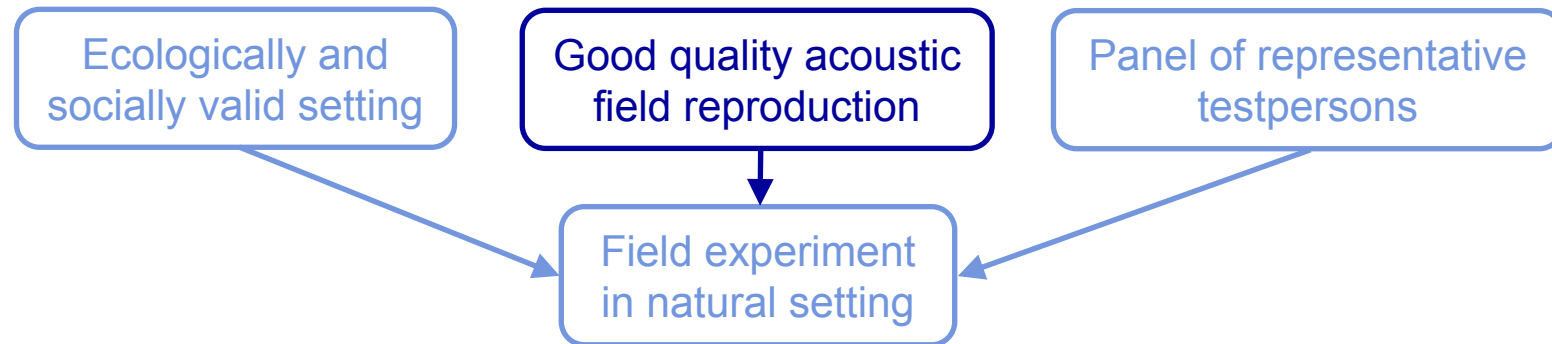 Ecologically and
socially valid setting
Good quality acoustic
field reproduction
Panel of representative
testpersons
Field experiment
in natural setting